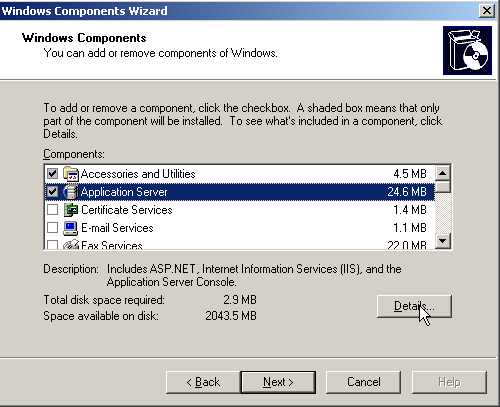 Windows Components Wizard
Windows Components
You can add or remove components of Windows.
To add or remove a component, click the checkbox. A shaded box means that only
part of the component will be installed. To see what's included in a component, click
Details.
Components:
Accessories and Utilities 4.5 MB
Application Server 24.6 MB
Certificate Services 1.4 MB
E-mail Services 1.1 MB
Fax Services 22.0 MB
Description: Includes ASP.NET, Internet Information Services (IIS), and the
Application Server Console.
Total disk space required: 2.9 MB
Space available on disk: 2043.5 MB
Details...
< Back Next > Cancel Help